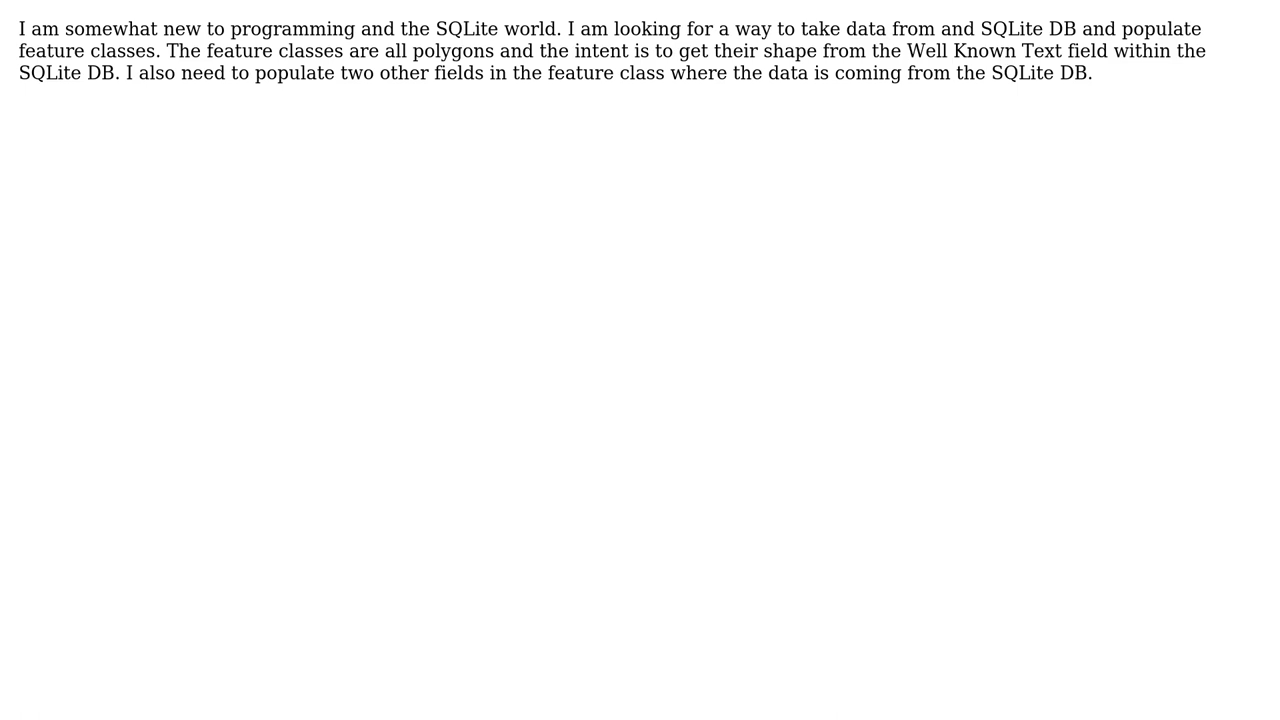 I am somewhat new to programming and the SQLite world. I am looking for a way to take data from and SQLite DB and populate
feature classes. The feature classes are all polygons and the intent is to get their shape from the Well Known Text field within the
SQLite DB. I also need to populate two other fields in the feature class where the data is coming from the SQLite DB.